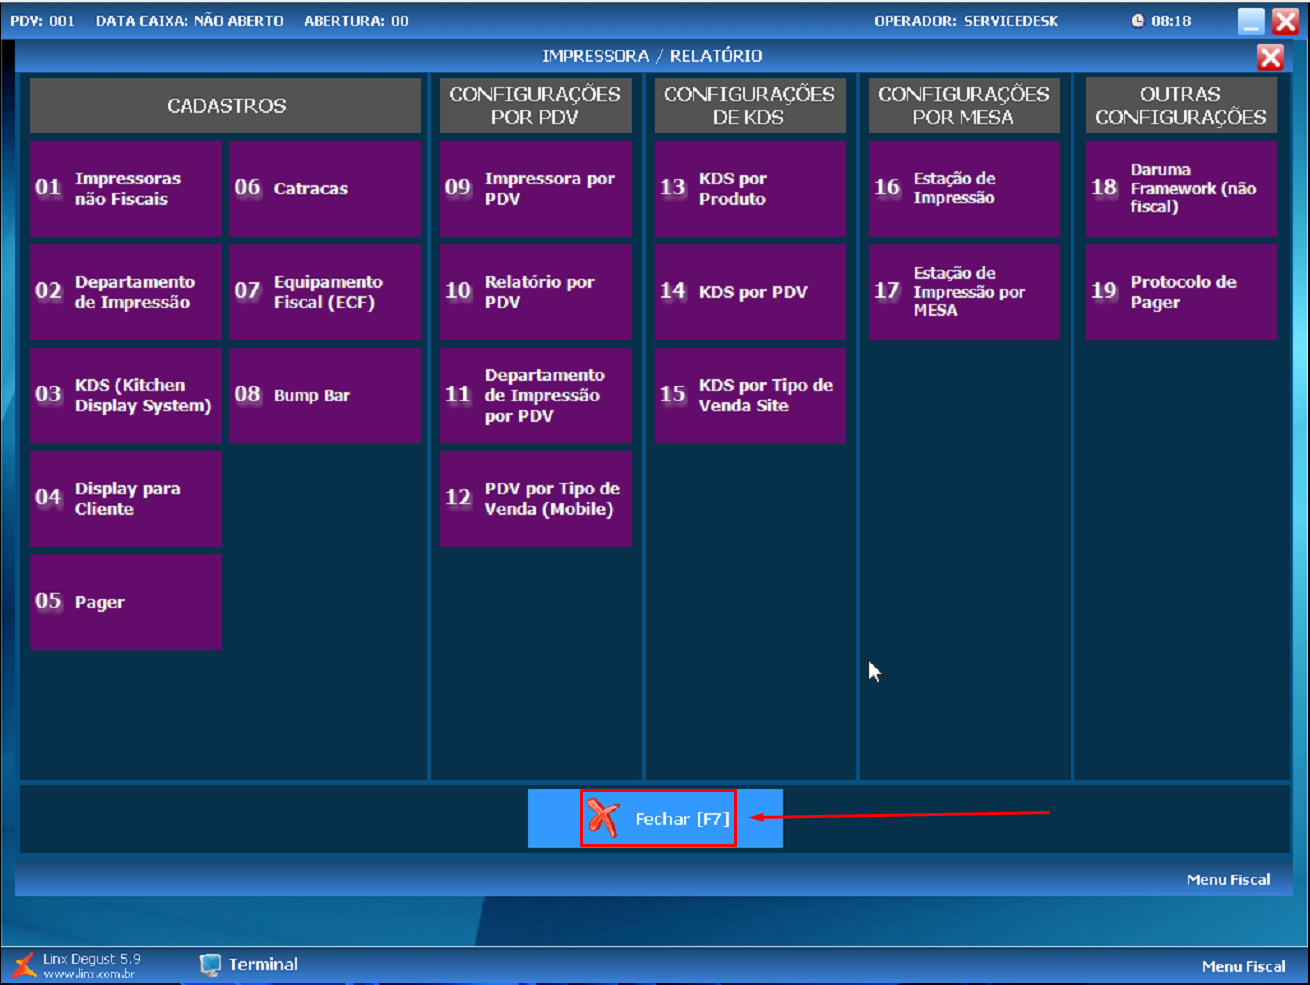 PDV: 001 DATA CAIXA: NÃO ABERTO ABERTURA: 00 OPERADOR: SERVICEDESK 08:18
IMPRESSORA / RELATÓRIO
CADASTROS
01 Impressoras
não Fiscais
06 Catracas
02 Departamento
de Impressão
07 Equipamento
Fiscal (ECF)
03 KDS (Kitchen
Display System)
08 Bump Bar
04 Display para
Cliente
05 Pager
CONFIGURAÇÕES
POR PDV
09 Impressora por
PDV
10 Relatório por
PDV
11 Departamento
de Impressão
por PDV
12 PDV por Tipo de
Venda (Mobile)
CONFIGURAÇÕES
DE KDS
13 KDS por
Produto
14 KDS por PDV
15 KDS por Tipo de
Venda Site
CONFIGURAÇÕES
POR MESA
16 Estação de
Impressão
17 Estação de
Impressão por
MESA
OUTRAS
CONFIGURAÇÕES
18 Daruma
Framework (não
fiscal)
19 Protocolo de
Pager
Fechar [F7]
Menu Fiscal
Linx Degust 5.9
www.linx.com.br
Terminal
Menu Fiscal